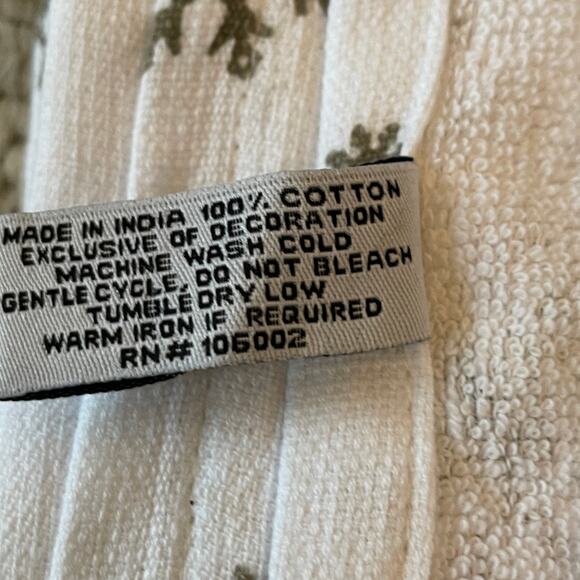 MADE IN INDIA 100% COTTON
EXCLUSIVE OF DECORATION
MACHINE WASH COLD
GENTLE CYCLE, DO NOT BLEACH
TUMBLE DRY LOW
WARM IRON IF REQUIRED
RN# 106002